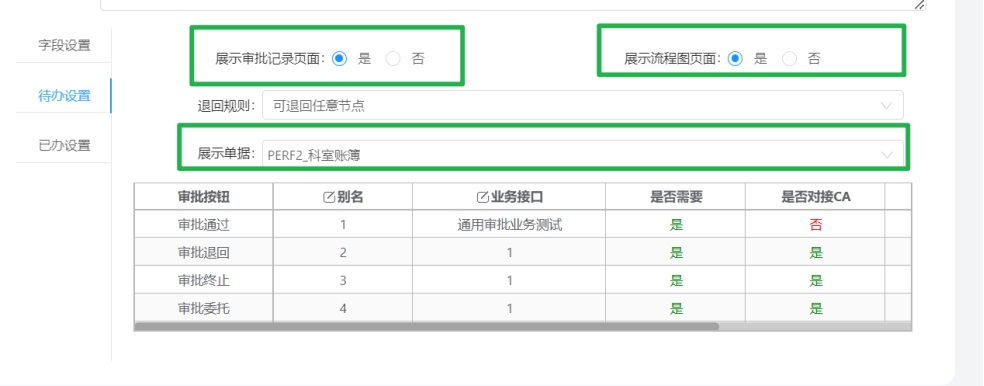 字段设置
展示审批记录页面： 是 否
展示流程图页面： 是 否
退回规则： 可退回任意节点
待办设置
已办设置
展示单据： PERF2_科室账簿
审批按钮 别名 业务接口 是否需要 是否对接CA
审批通过 1 通用审批业务测试 是 否
审批退回 2 1 是 是
审批终止 3 1 是 是
审批委托 4 1 是 是